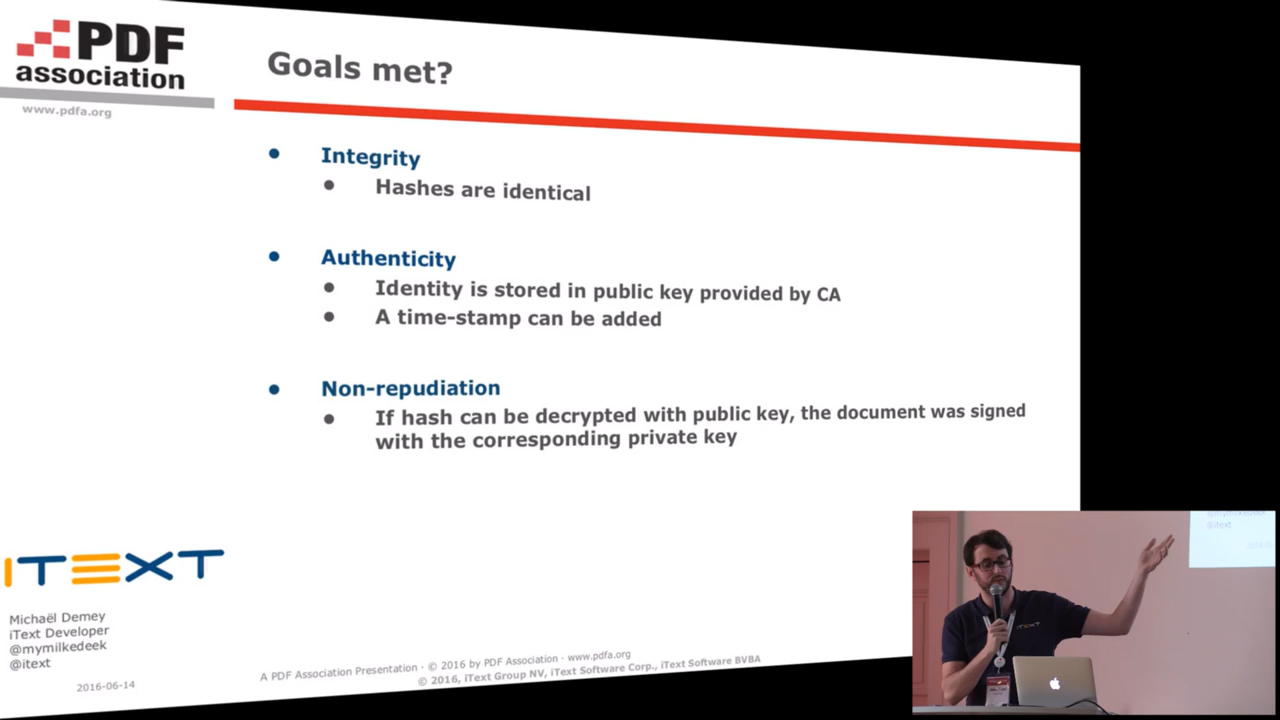 PDF
association
www.pdfa.org
Goals met?
Integrity
Hashes are identical
Authenticity
Identity is stored in public key provided by CA
A time-stamp can be added
Non-repudiation
If hash can be decrypted with public key, the document was signed
with the corresponding private key
iTEXT
Michaël Demey
iText Developer
@mymilkedeek
@itext
2016-06-14
A PDF Association Presentation · © 2016 by PDF Association · www.pdfa.org
© 2016, iText Group NV, iText Software Corp., iText Software BVBA
@mymilkedeek
@itext
iTEXT